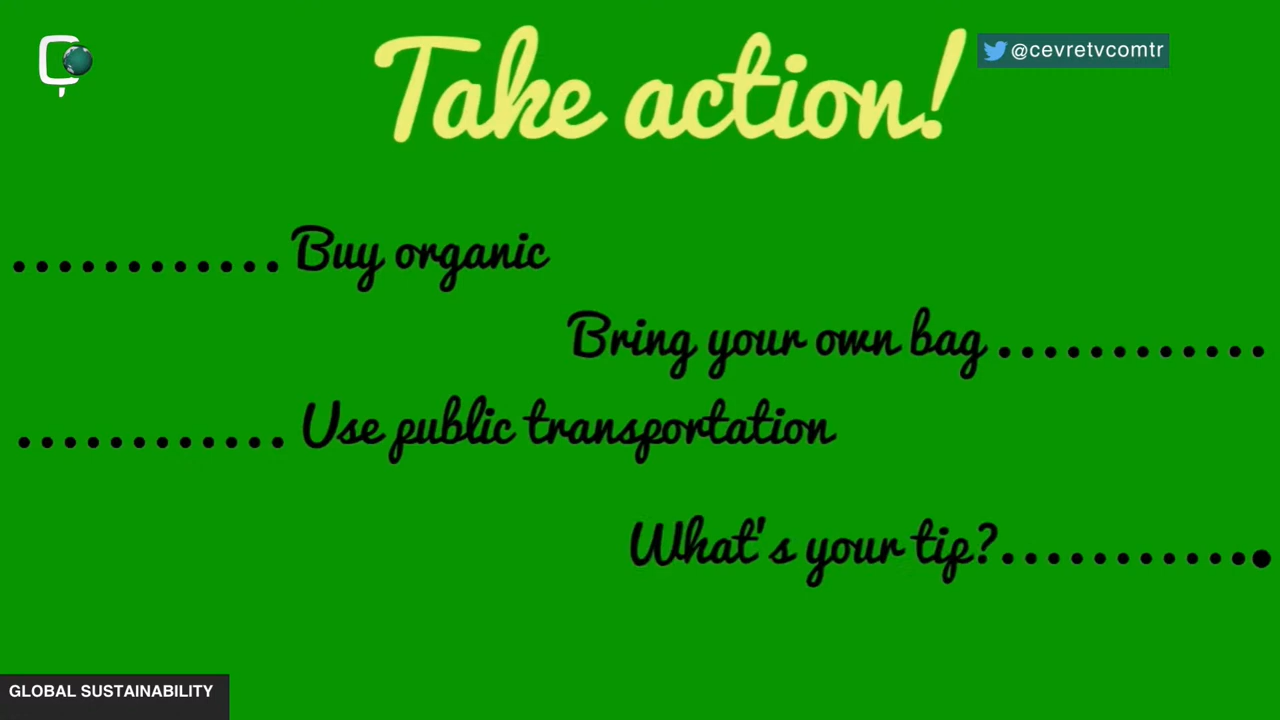 Take action!
@cevretvcomtr
............Buy organic
Bring your own bag............
............Use public transportation
What's your tip?............
GLOBAL SUSTAINABILITY